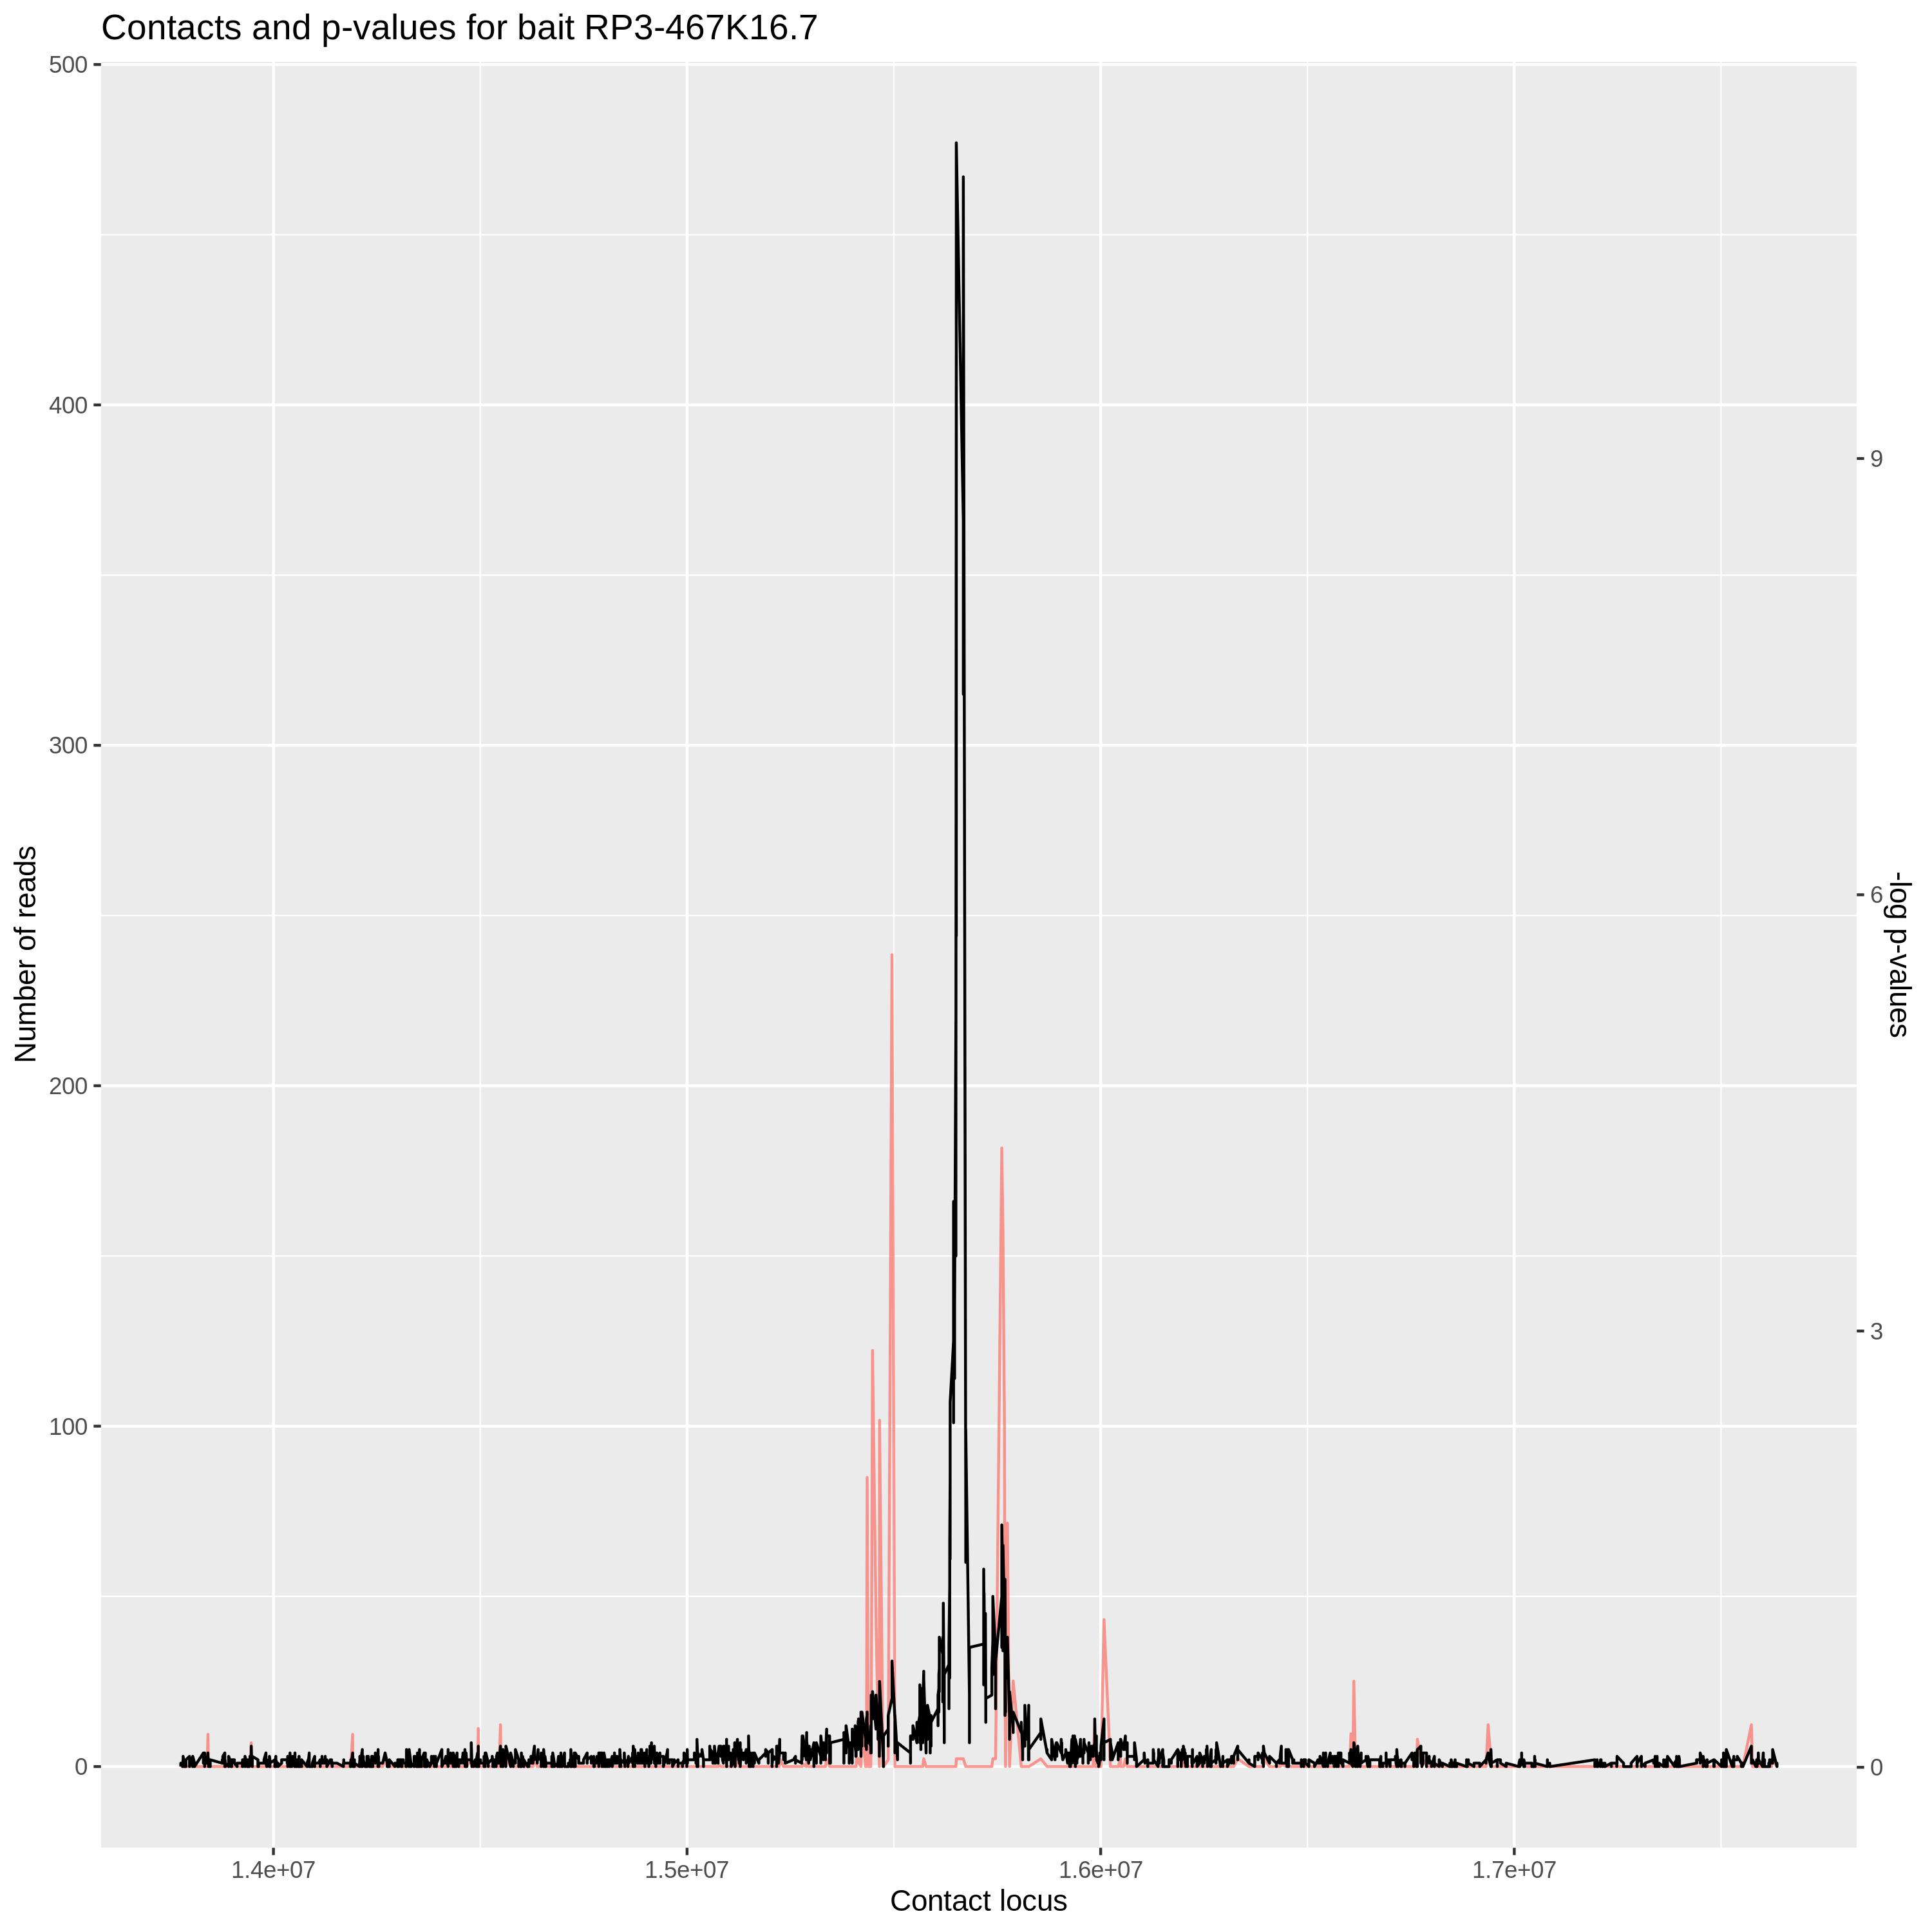 Contacts and p-values for bait RP3-467K16.7
Number of reads
500
400
300
200
100
0
9
6
3
0
-log p-values
1.4e+07 1.5e+07 1.6e+07 1.7e+07
Contact locus